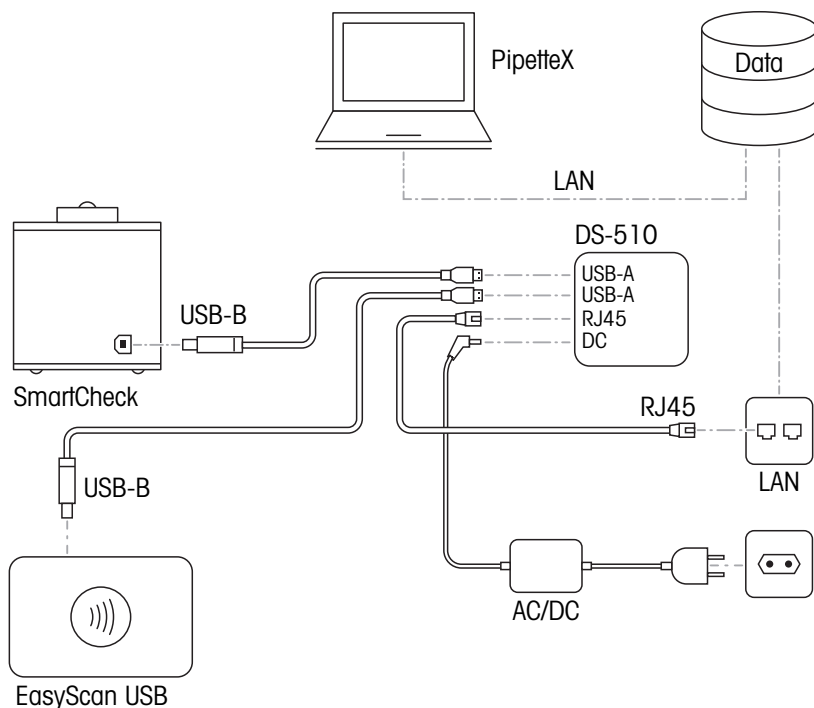 PipetteX
Data
LAN
DS-510
USB-A
USB-A
RJ45
DC
USB-B
SmartCheck
RJ45
LAN
USB-B
AC/DC
EasyScan USB